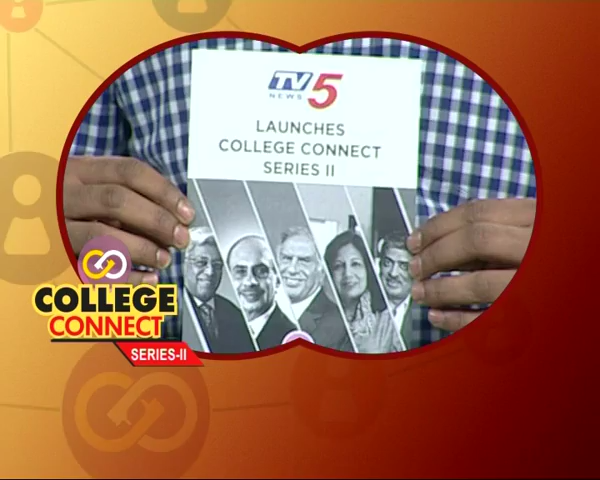 TV5
NEWS
LAUNCHES
COLLEGE CONNECT
SERIES II
COLLEGE
CONNECT
SERIES-II